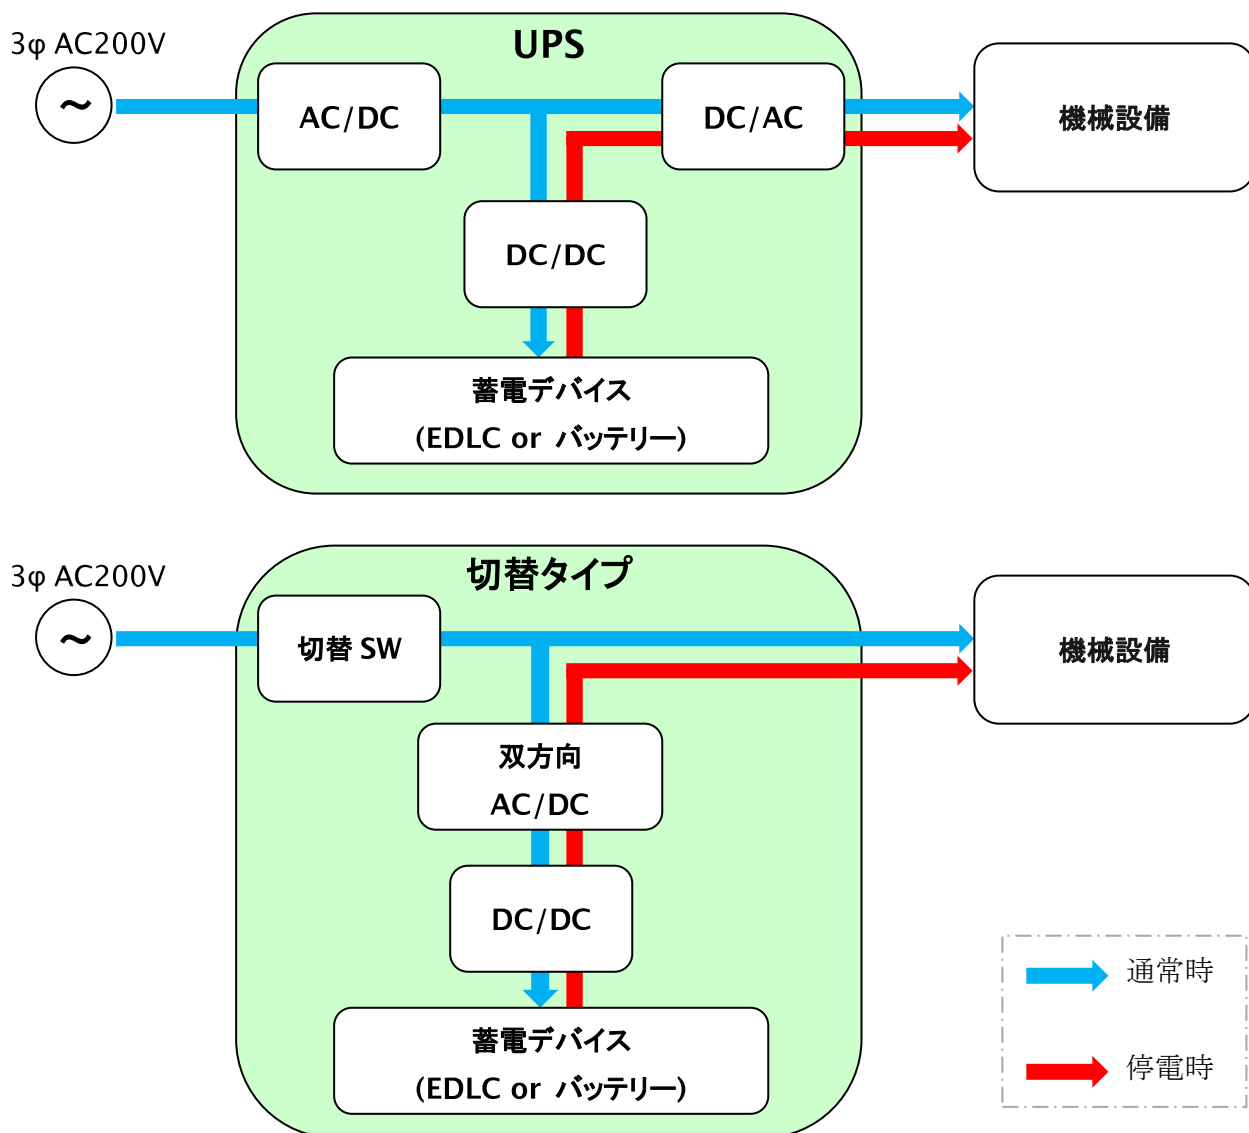 3φ AC200V
~
UPS
AC/DC
DC/AC
機械設備
DC/DC
蓄電デバイス
(EDLC or バッテリー)
3φ AC200V
~
切替タイプ
切替 SW
機械設備
双方向
AC/DC
DC/DC
蓄電デバイス
(EDLC or バッテリー)
通常時
停電時